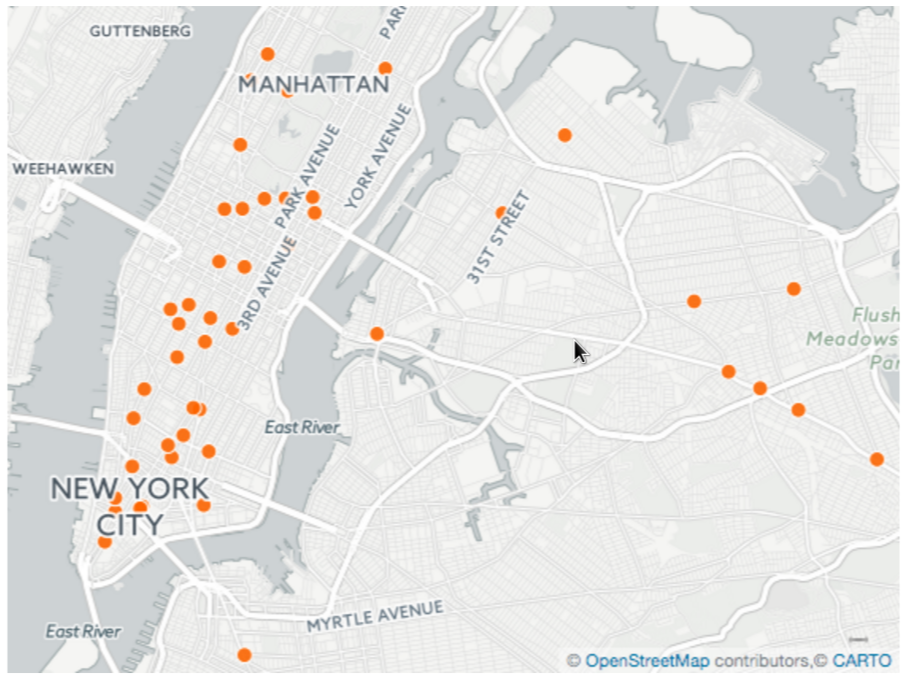 GUTTENBERG
PARK
MANHATTAN
WEEHAWKEN
PARK AVENUE
YORK AVENUE
31ST STREET
3RD AVENUE
Flush
Meadows
Par
East River
NEW YORK
CITY
MYRTLE AVENUE
East River
© OpenStreetMap contributors,© CARTO